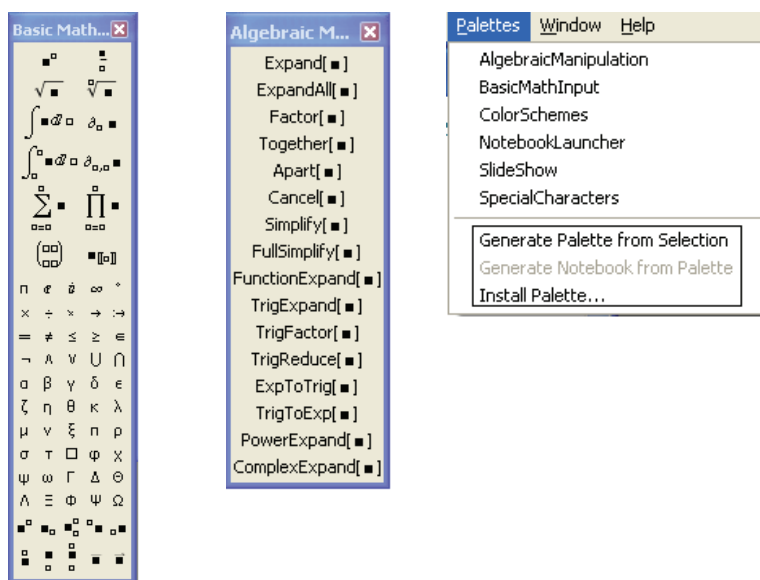 Basic Math...
■□ ■/□
√■ □√■
∫■ⅆ□ ∂□ ■
∫□□■ⅆ□ ∂□,□ ■
∑□□=□ ■ ∏□□=□ ■
(□□ □□) ■〚□〛
π ⅇ ⅈ ∞ °
× ÷ × → :→
= ≠ ≤ ≥ ∈
¬ ∧ ∨ ∪ ∩
α β γ δ ε
ζ η θ κ λ
μ ν ξ π ρ
σ τ □ φ χ
ψ ω Γ Δ Θ
Λ Ξ Φ Ψ Ω
Algebraic M...
Expand[■]
ExpandAll[■]
Factor[■]
Together[■]
Apart[■]
Cancel[■]
Simplify[■]
FullSimplify[■]
FunctionExpand[■]
TrigExpand[■]
TrigFactor[■]
TrigReduce[■]
ExpToTrig[■]
TrigToExp[■]
PowerExpand[■]
ComplexExpand[■]
Palettes Window Help
AlgebraicManipulation
BasicMathInput
ColorSchemes
NotebookLauncher
SlideShow
SpecialCharacters
Generate Palette from Selection
Generate Notebook from Palette
Install Palette...